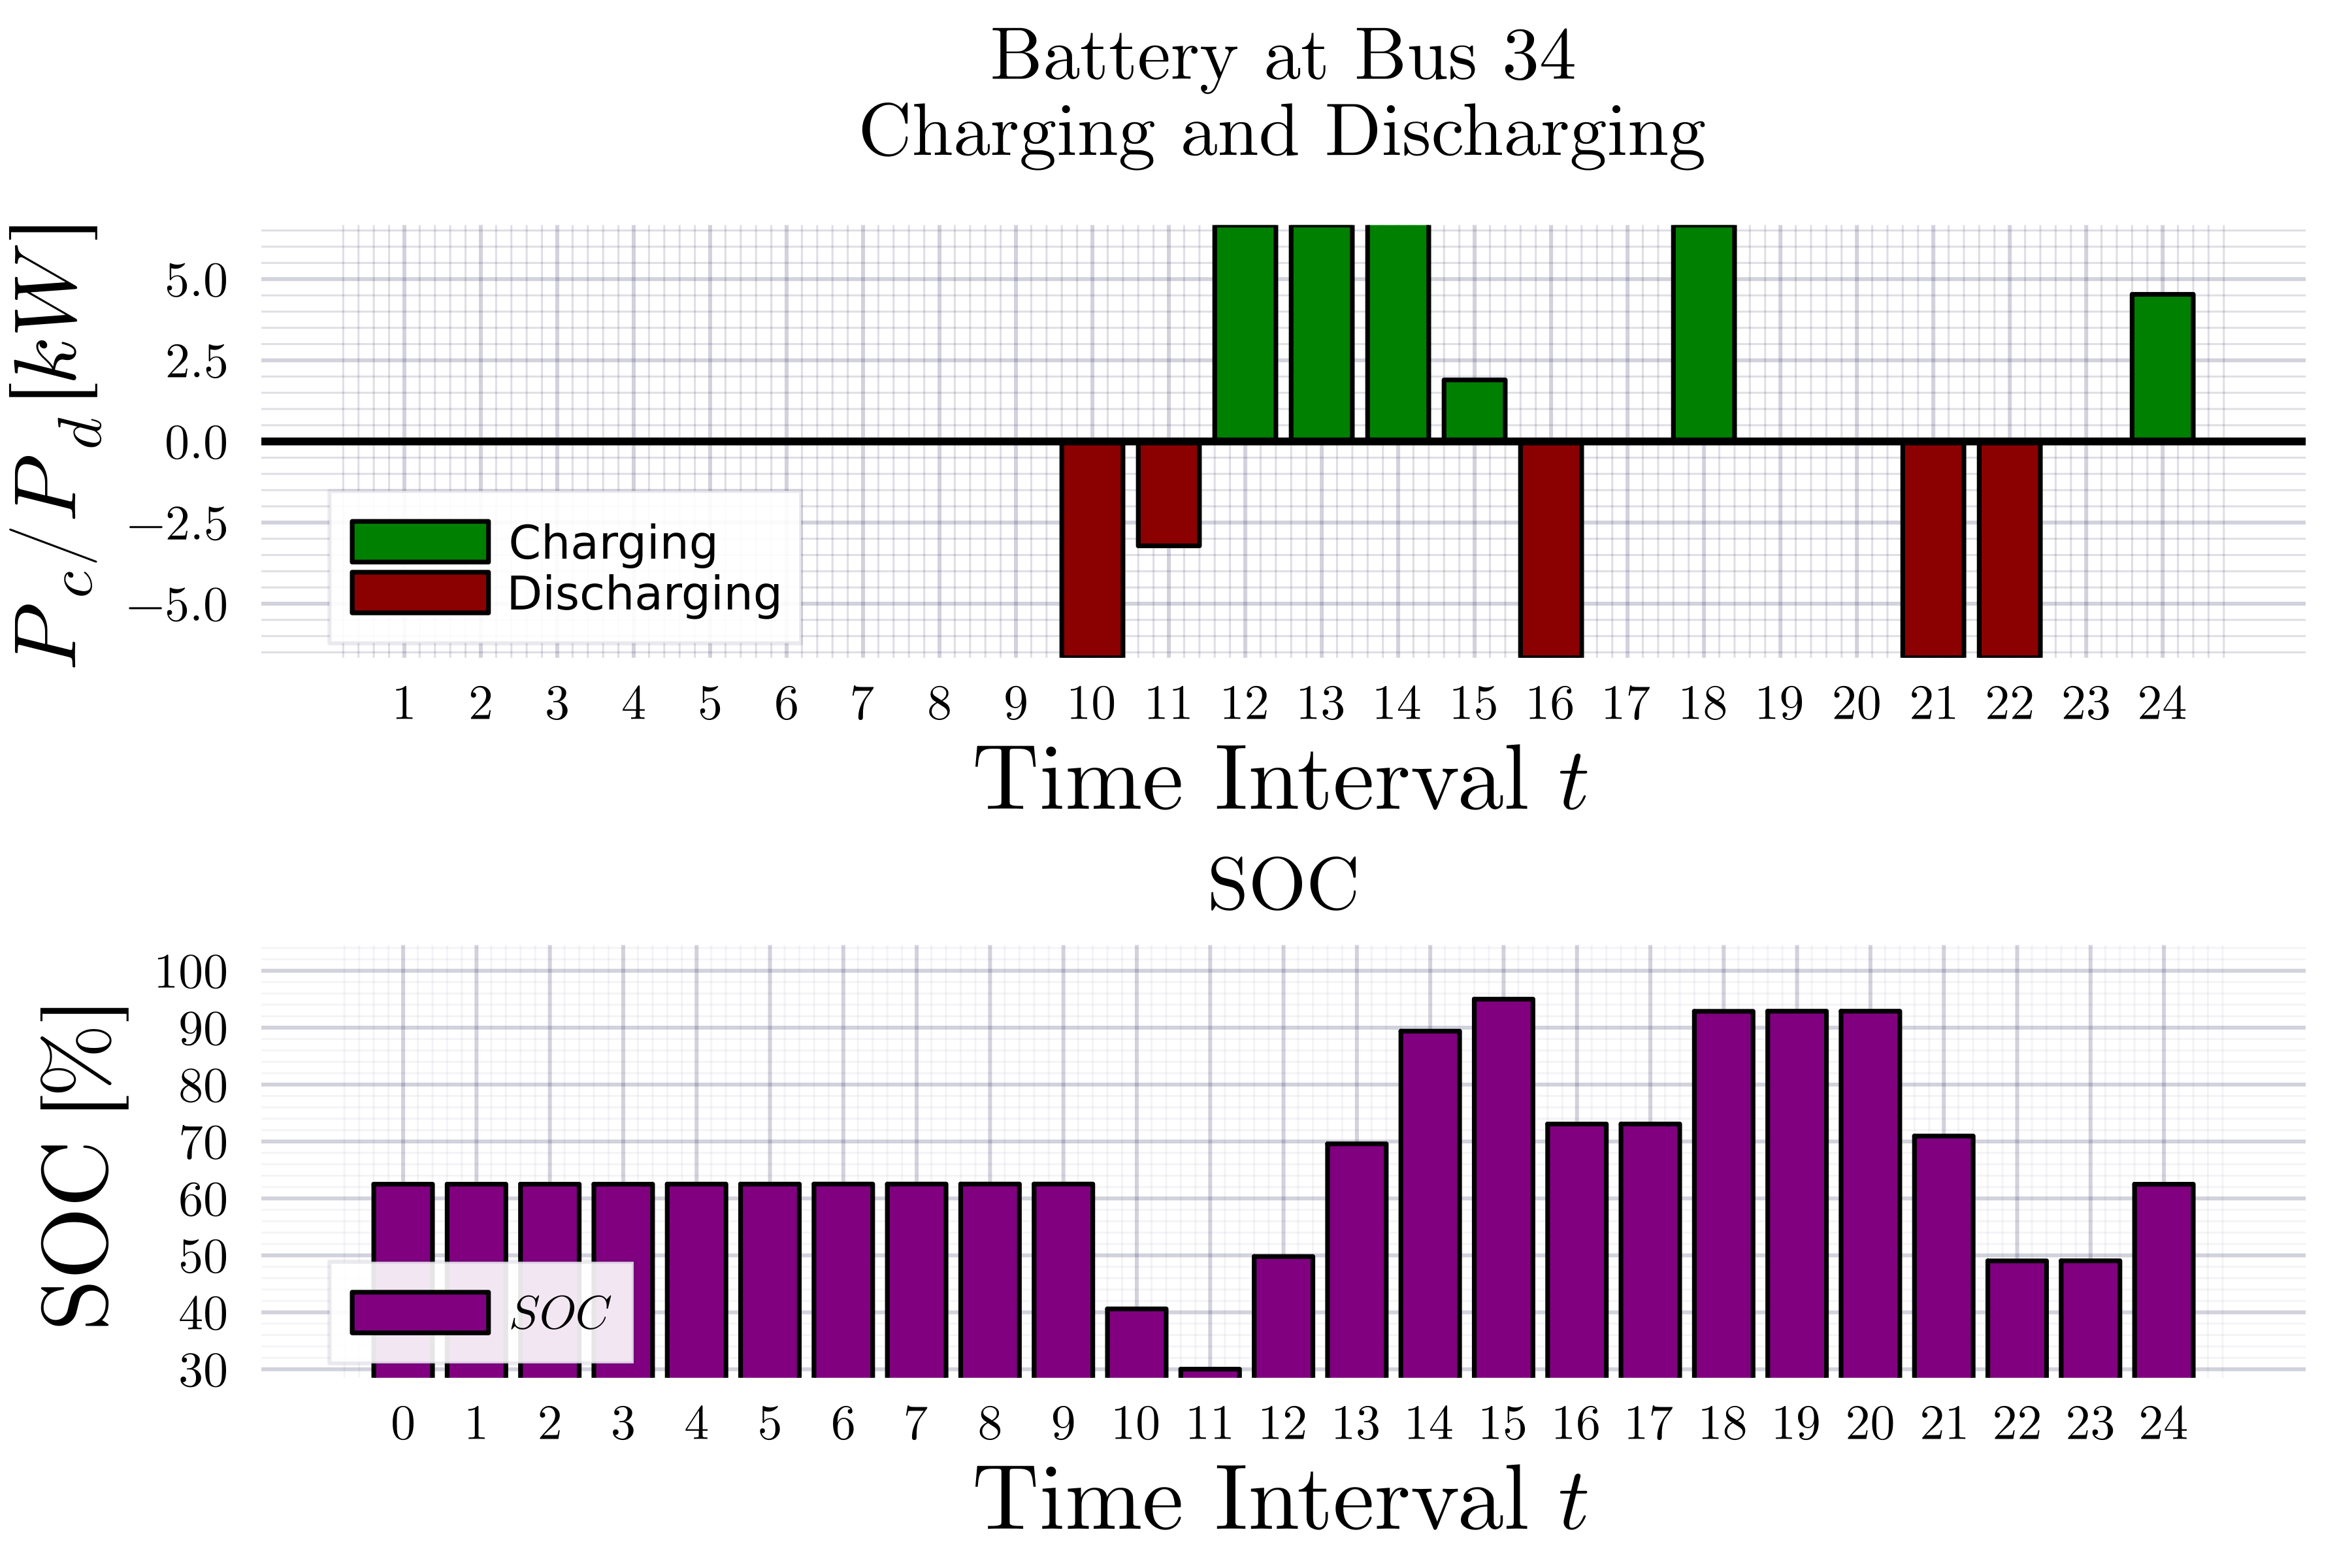 Battery at Bus 34
Charging and Discharging
P_c/P_d [kW]
5.0
2.5
0.0
−2.5
−5.0
Charging
Discharging
1 2 3 4 5 6 7 8 9 10 11 12 13 14 15 16 17 18 19 20 21 22 23 24
Time Interval t
SOC
SOC [%]
100
90
80
70
60
50
40
30
SOC
0 1 2 3 4 5 6 7 8 9 10 11 12 13 14 15 16 17 18 19 20 21 22 23 24
Time Interval t